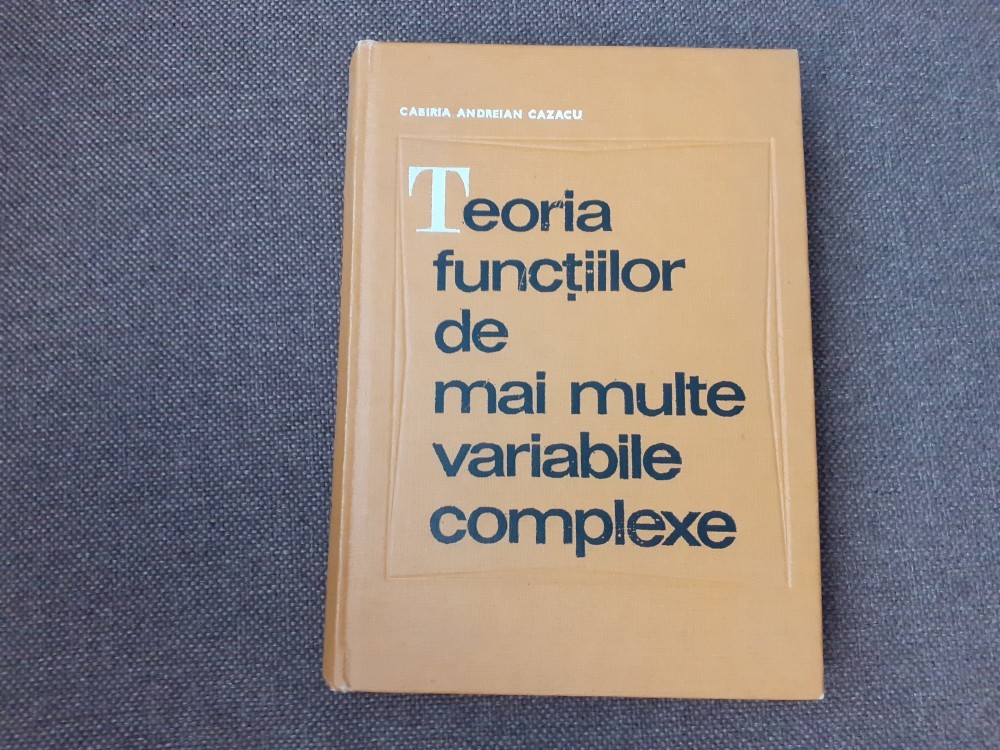 CABIRIA ANDREIAN CAZACU
Teoria
funcțiilor
de
mai multe
variabile
complexe